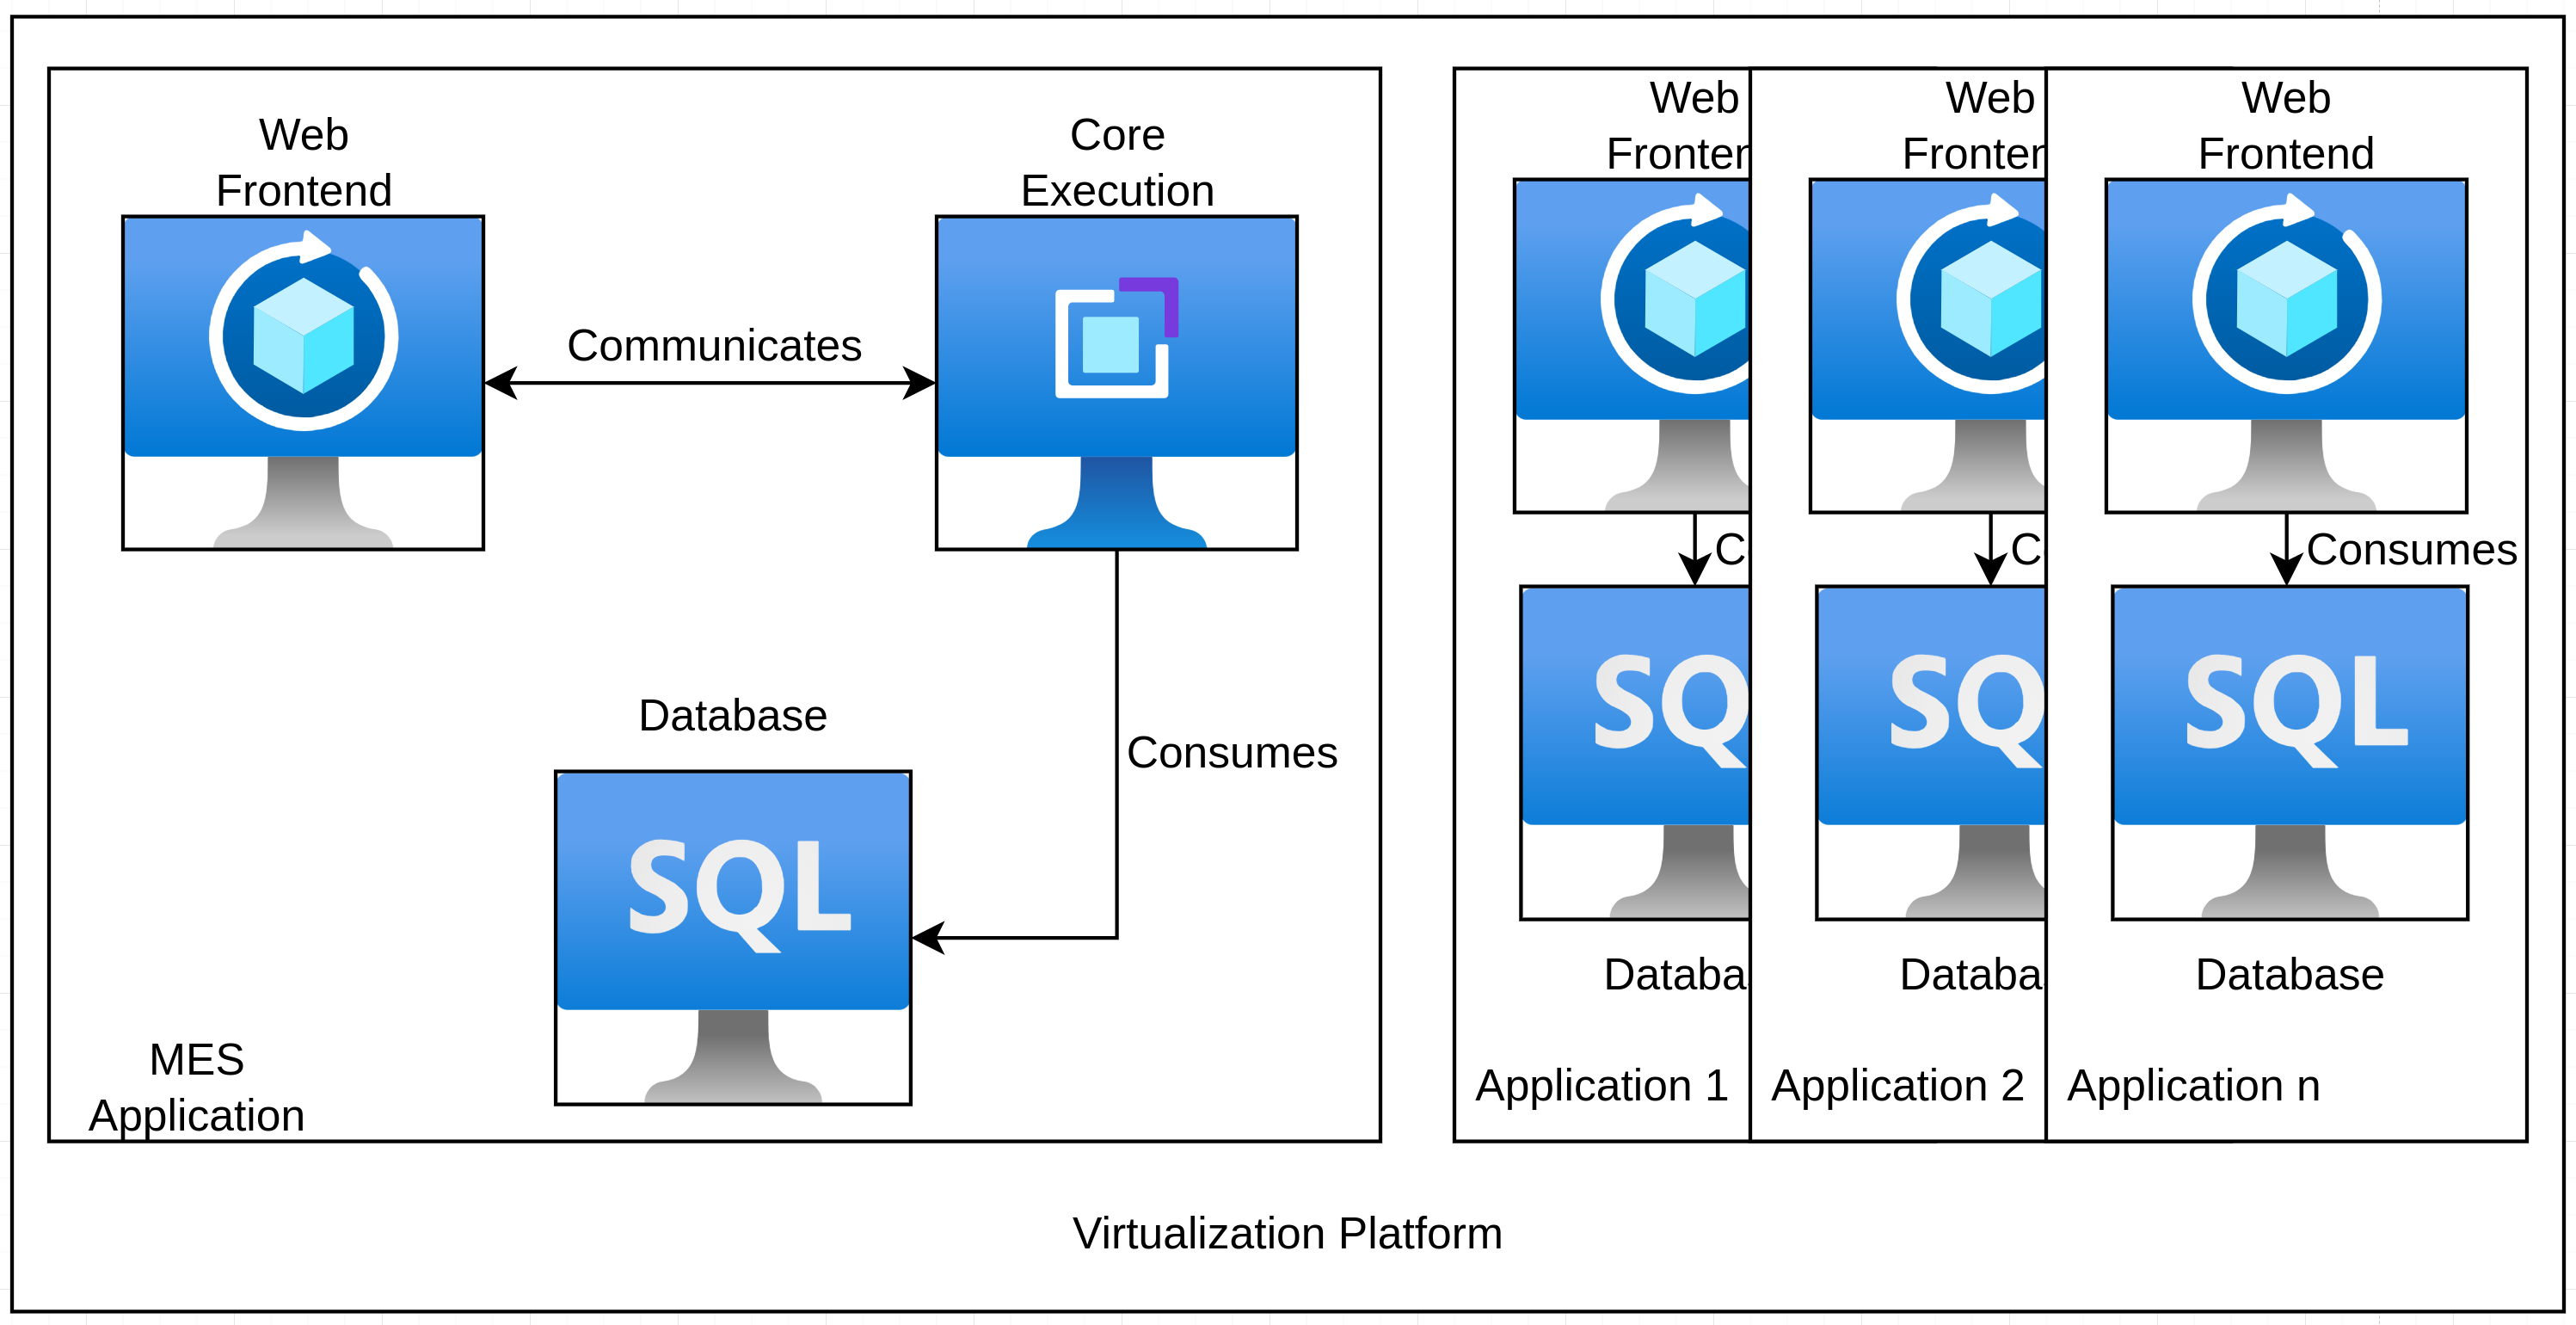 Web
Frontend
Core
Execution
Communicates
Database
Consumes
SQL
MES
Application
Web
Fronten
C
SQ
Databa
Application 1
Web
Fronten
C
SQ
Databa
Application 2
Web
Frontend
Consumes
SQL
Database
Application n
Virtualization Platform